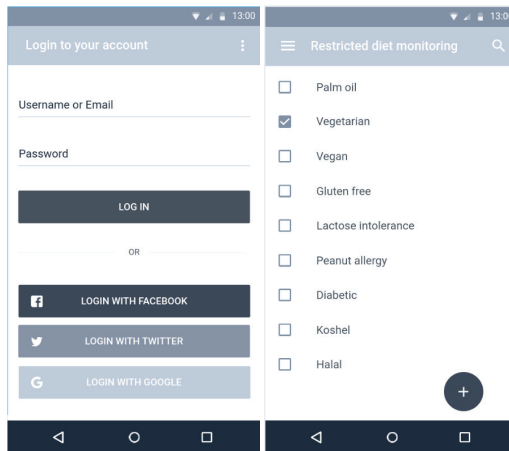 13:00
Login to your account
Username or Email
Password
LOG IN
OR
LOGIN WITH FACEBOOK
LOGIN WITH TWITTER
LOGIN WITH GOOGLE
13:00
Restricted diet monitoring
Palm oil
Vegetarian
Vegan
Gluten free
Lactose intolerance
Peanut allergy
Diabetic
Koshel
Halal